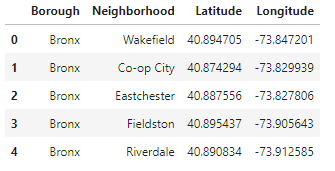 Borough Neighborhood Latitude Longitude
0 Bronx Wakefield 40.894705 -73.847201
1 Bronx Co-op City 40.874294 -73.829939
2 Bronx Eastchester 40.887556 -73.827806
3 Bronx Fieldston 40.895437 -73.905643
4 Bronx Riverdale 40.890834 -73.912585